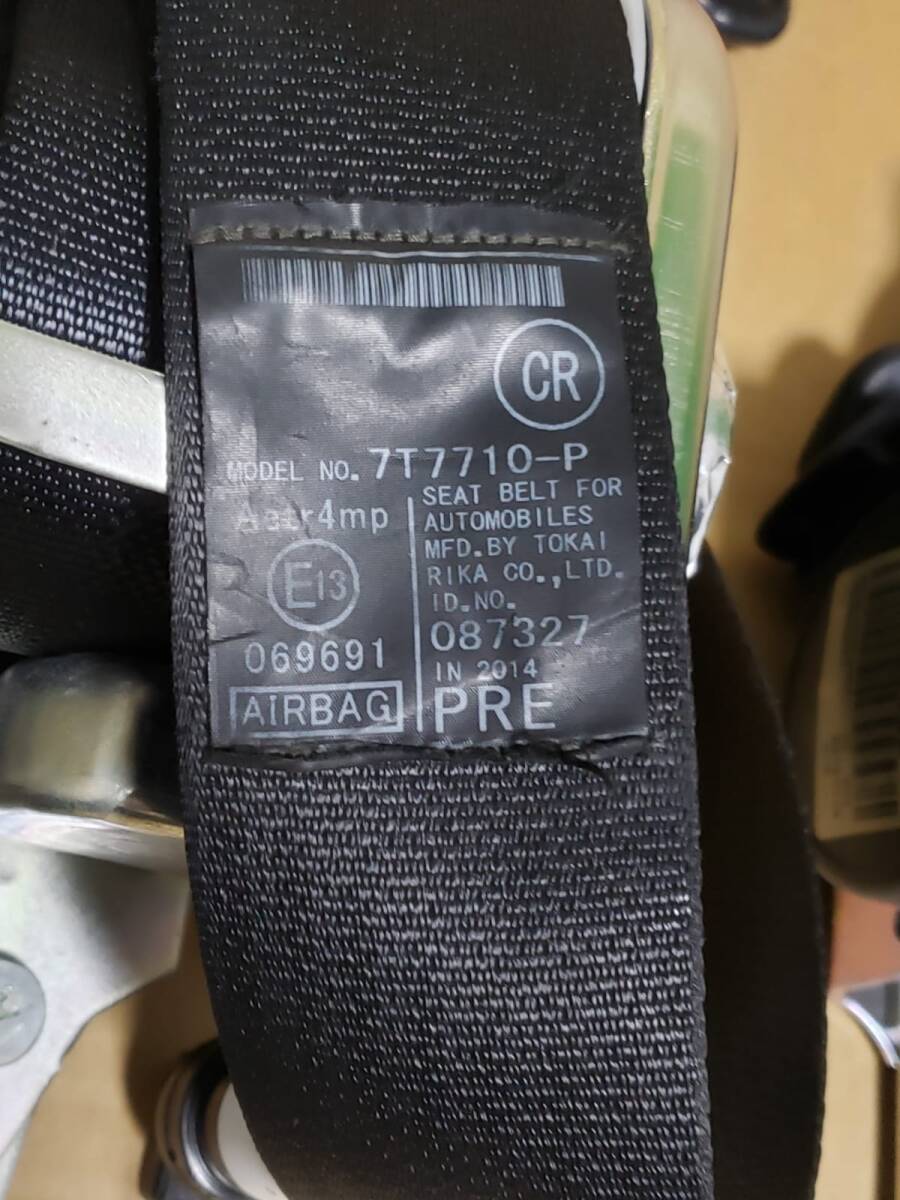 CR
MODEL NO. 7T7710-P
SEAT BELT FOR
AUTOMOBILES
MFD. BY TOKAI
RIKA CO., LTD.
ID. NO.
087327
IN 2014
PRE
E13
069691
AIRBAG